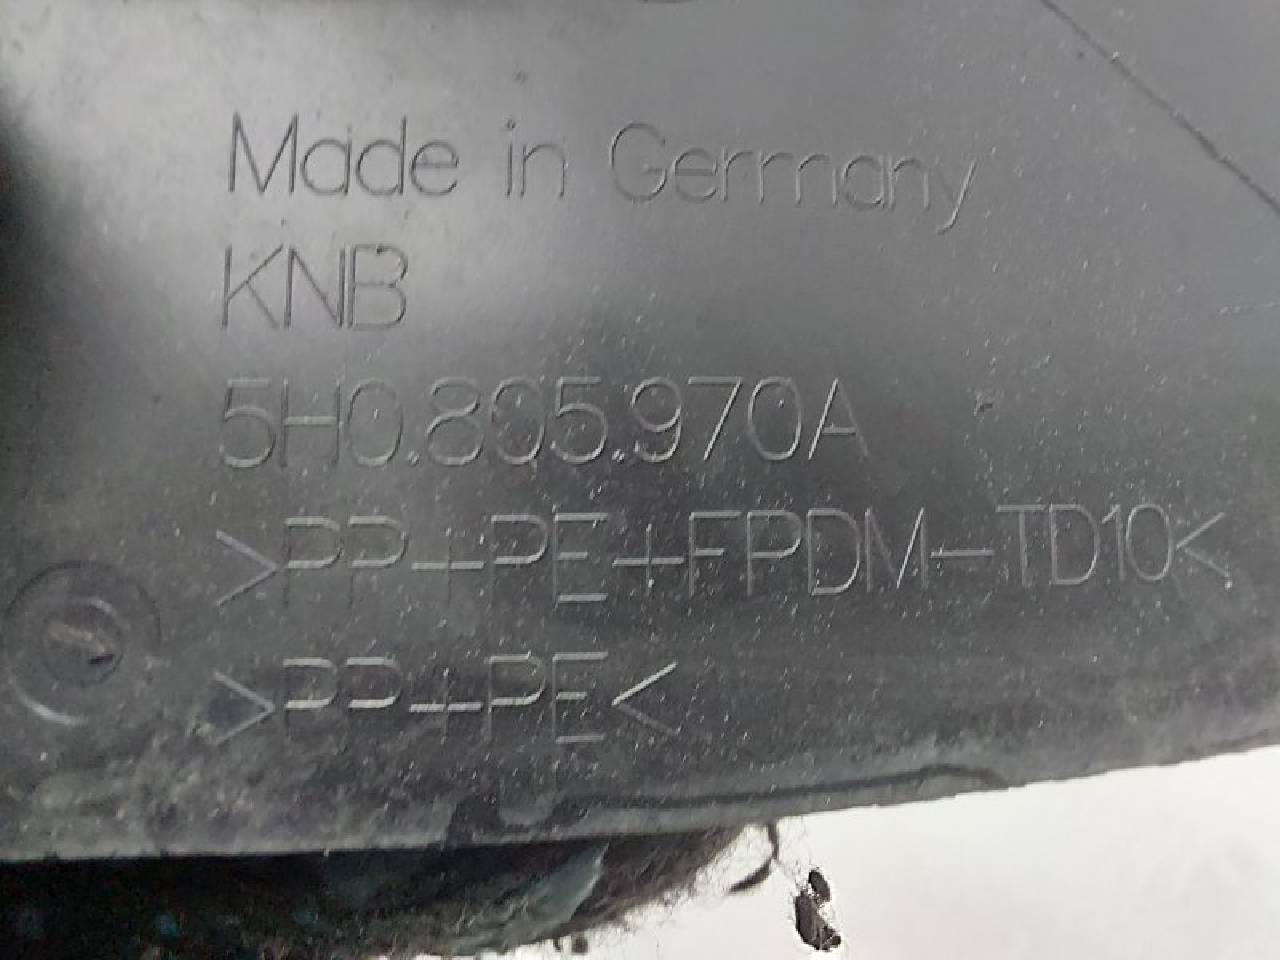 Made in Germany
KNB
5H0.805.970A
>PP+PE+EPDM-TD10<
>PP+PE<